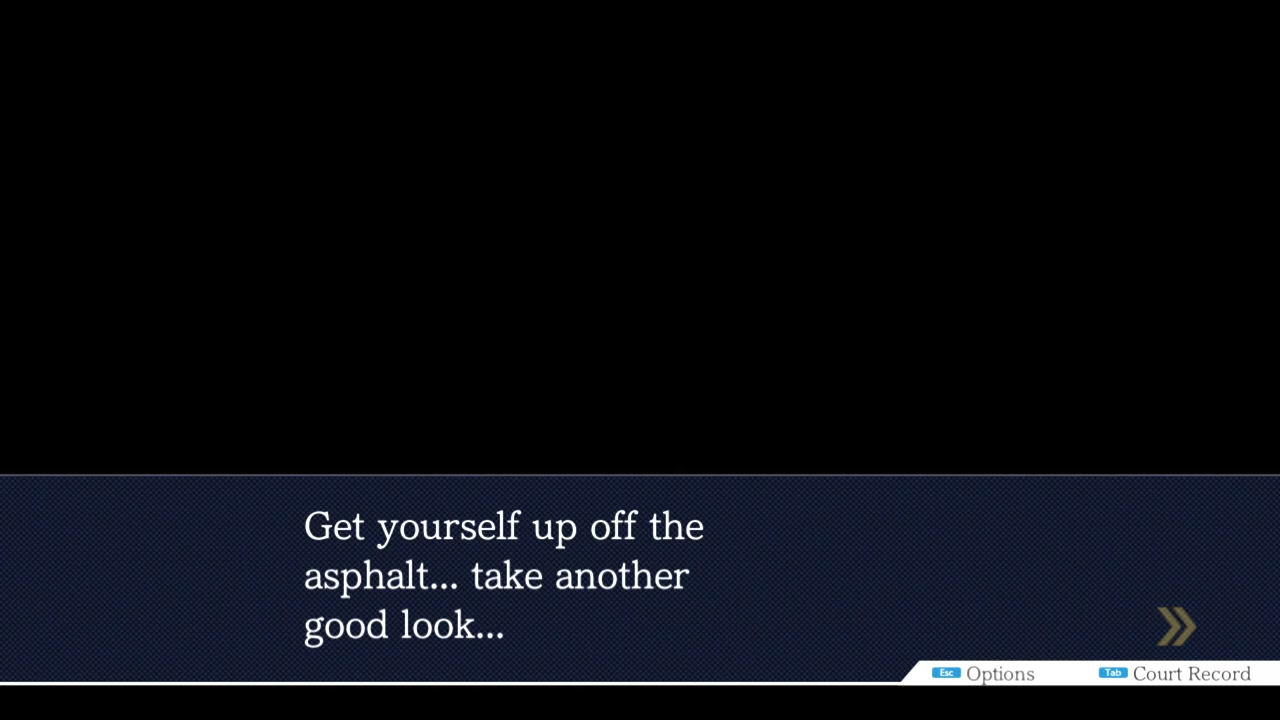 Get yourself up off the
asphalt... take another
good look...
Esc Options Tab Court Record